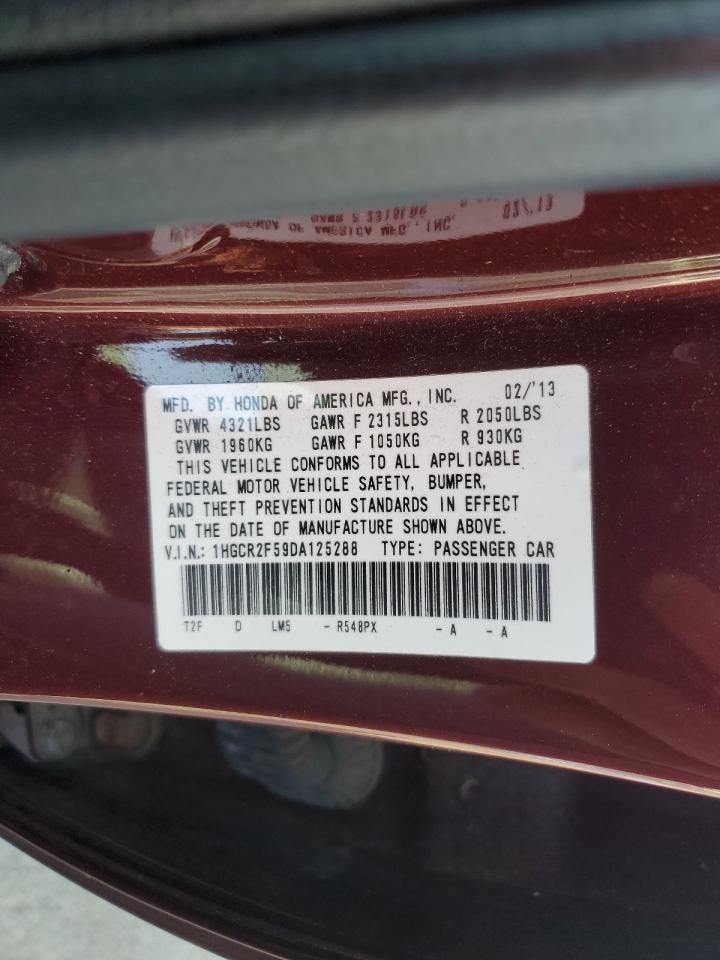 MFD. BY HONDA OF AMERICA MFG., INC. 02/'13
GVWR 4321LBS GAWR F 2315LBS R 2050LBS
GVWR 1960KG GAWR F 1050KG R 930KG
THIS VEHICLE CONFORMS TO ALL APPLICABLE
FEDERAL MOTOR VEHICLE SAFETY, BUMPER,
AND THEFT PREVENTION STANDARDS IN EFFECT
ON THE DATE OF MANUFACTURE SHOWN ABOVE.
V.I.N.: 1HGCR2F59DA125288 TYPE: PASSENGER CAR
T2F D LM5 - R548PX - A - A